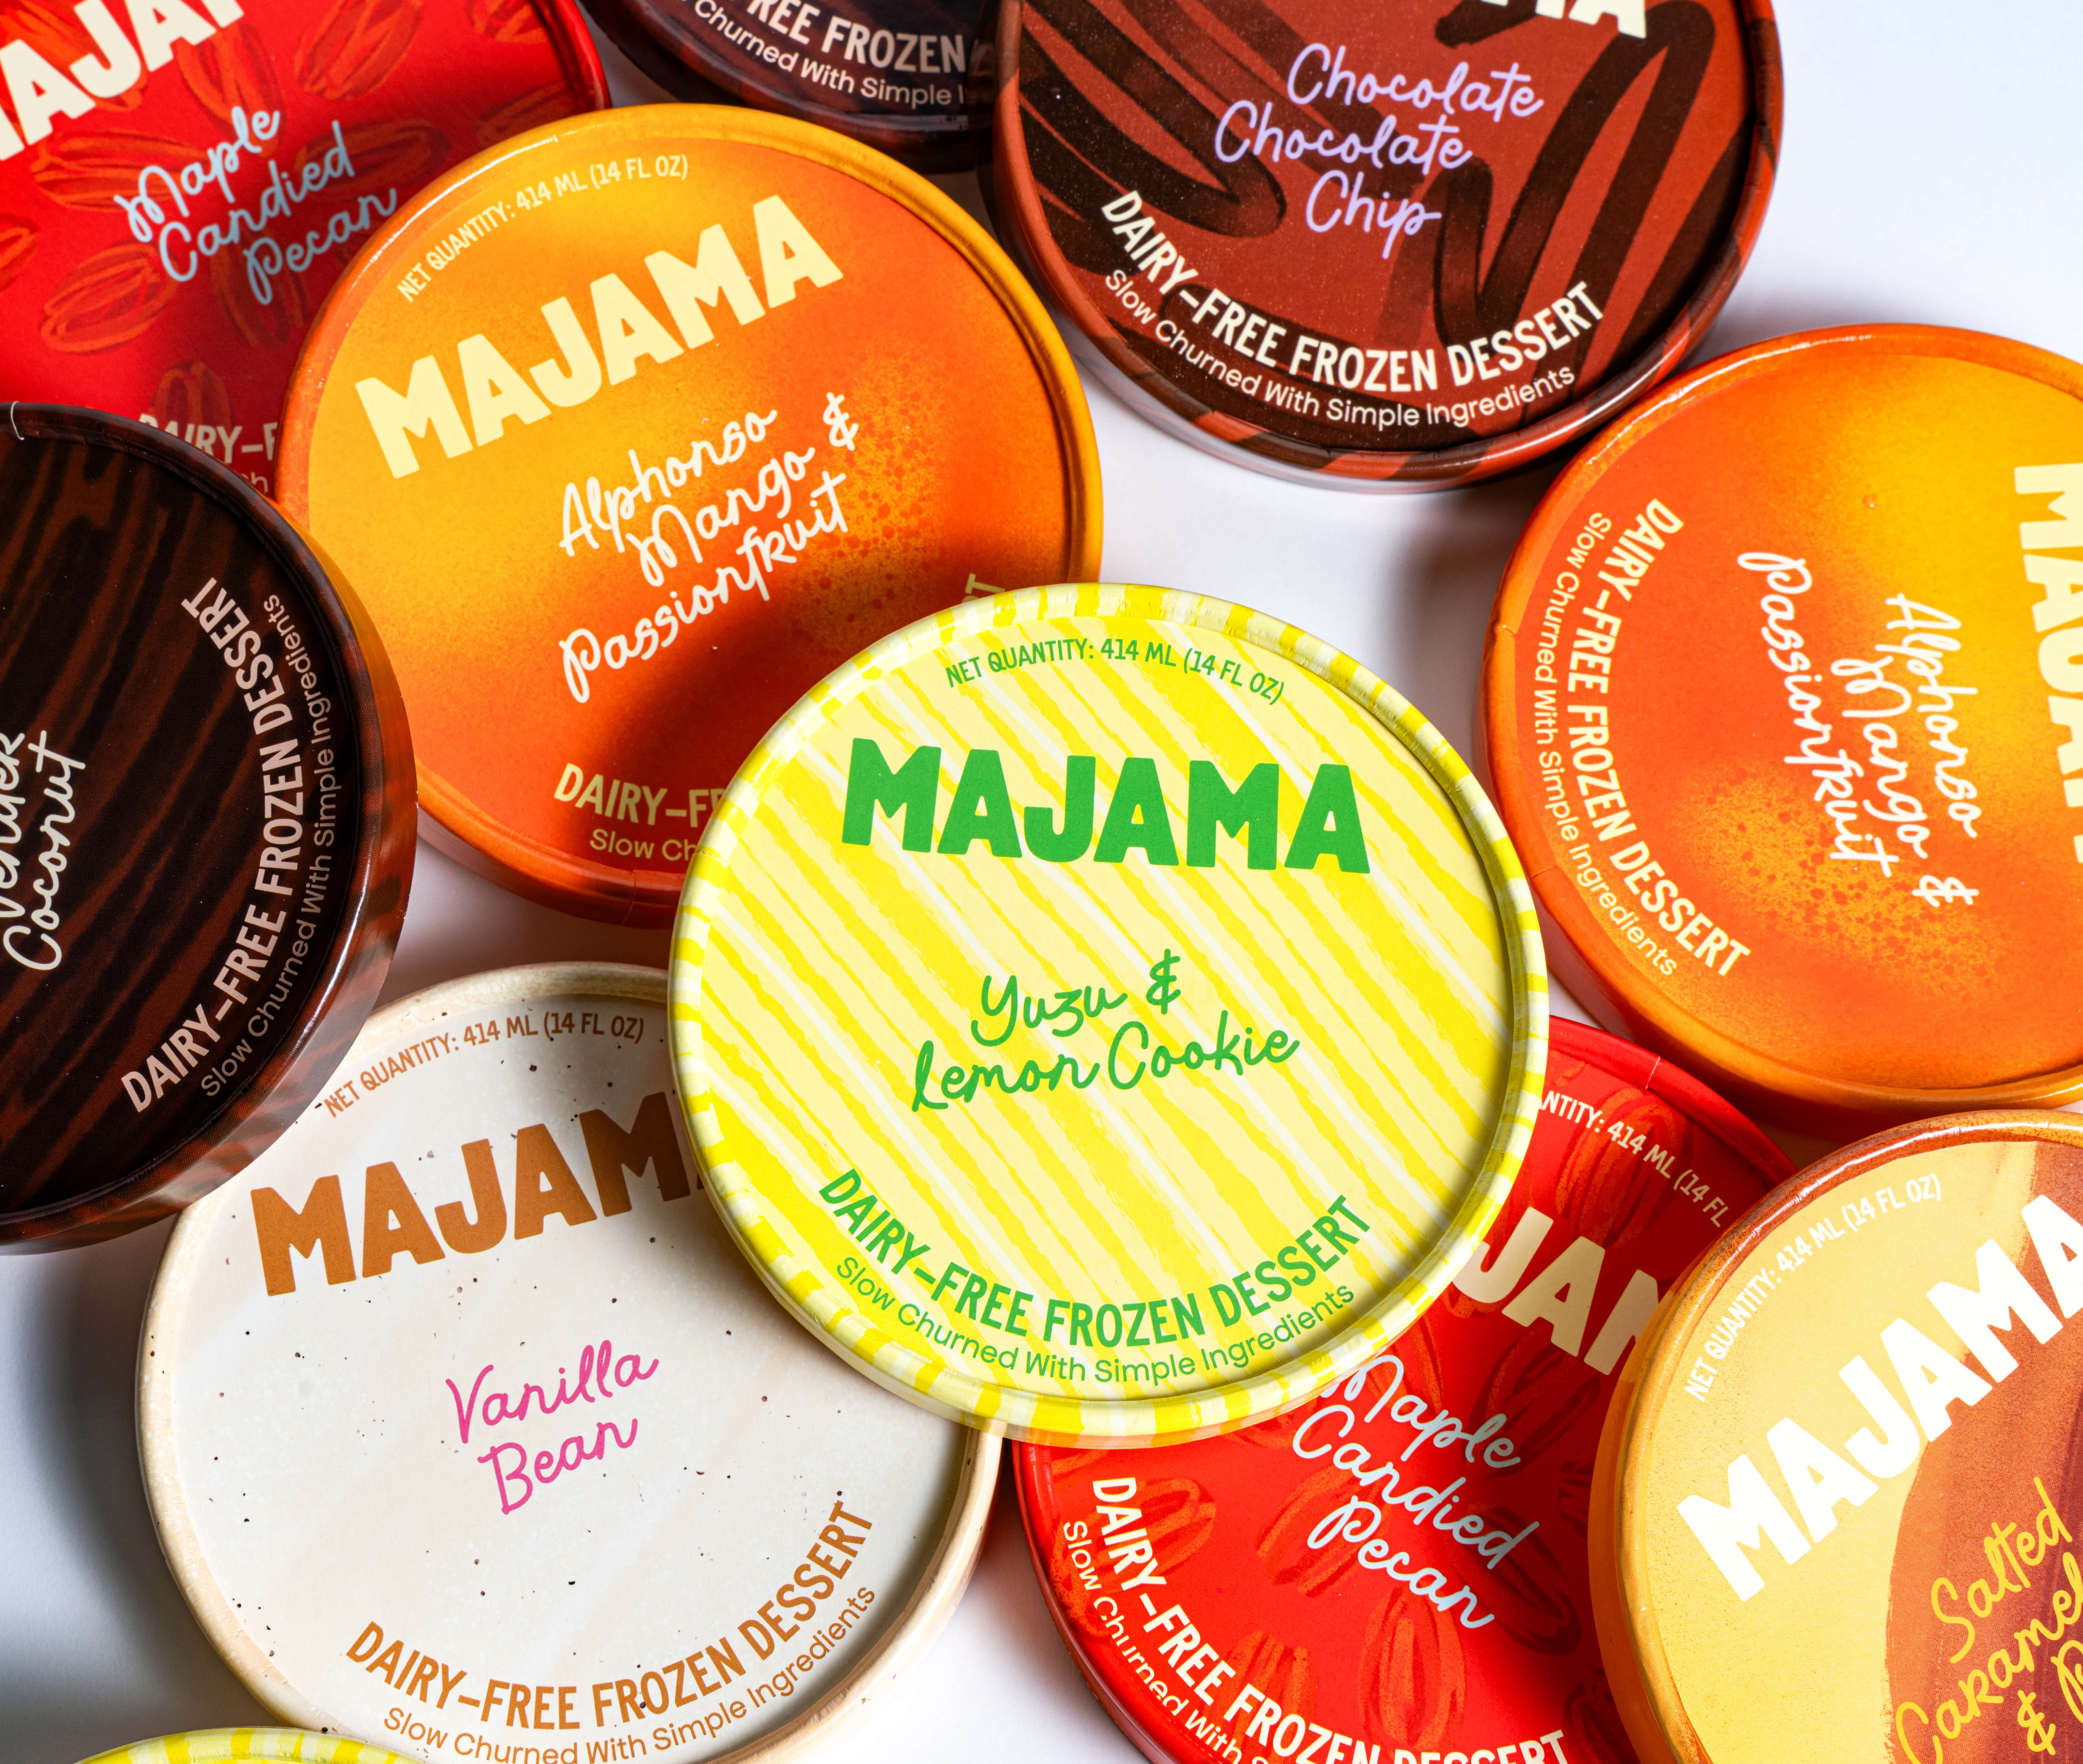 MAJAMA
Maple
Candied
Pecan
FREE FROZEN
Churned With Simple
Chocolate
Chocolate
Chip
DAIRY-FREE FROZEN DESSERT
Slow Churned With Simple Ingredients
NET QUANTITY: 414 ML (14 FL OZ)
MAJAMA
Alphonso
Mango &
Passionfruit
DAIRY-FR
Slow Ch
MAJAMA
Alphonso
Mango &
Passionfruit
DAIRY-FREE FROZEN DESSERT
Slow Churned With Simple Ingredients
Coconut
DAIRY-FREE FROZEN DESSERT
Slow Churned With Simple Ingredients
NET QUANTITY: 414 ML (14 FL OZ)
MAJAMA
Yuzu &
Lemon Cookie
DAIRY-FREE FROZEN DESSERT
Slow Churned With Simple Ingredients
NET QUANTITY: 414 ML (14 FL OZ)
MAJAMA
Vanilla
Bean
DAIRY-FREE FROZEN DESSERT
Slow Churned With Simple Ingredients
NTITY: 414 ML (14 FL
JAM
Maple
Candied
Pecan
DAIRY-FREE FROZEN DESSERT
Slow Churned With
NET QUANTITY: 414 ML (14 FL OZ)
MAJAMA
Salted
Caramel
&